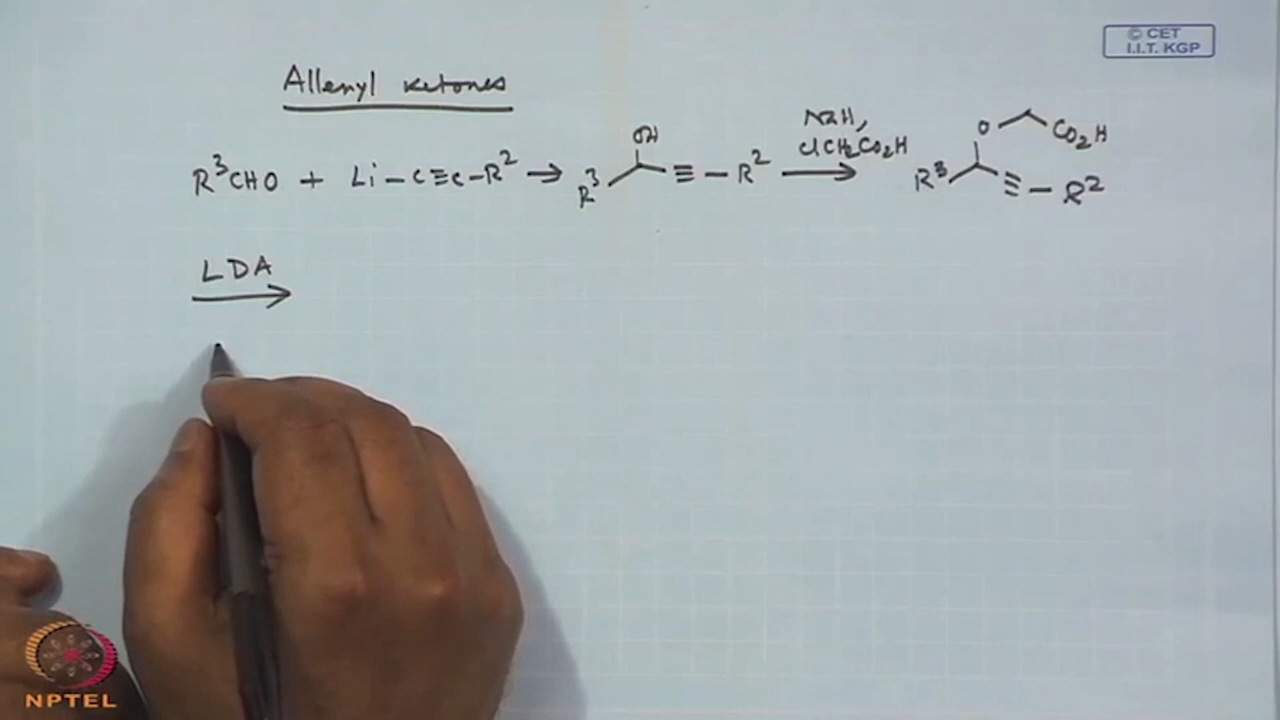 © CET
I.I.T. KGP
Allenyl ketones
R³CHO + Li-C≡C-R² → R³ OH ≡-R² NaH, ClCH₂CO₂H → R³ O CO₂H ≡-R²
LDA →
NPTEL